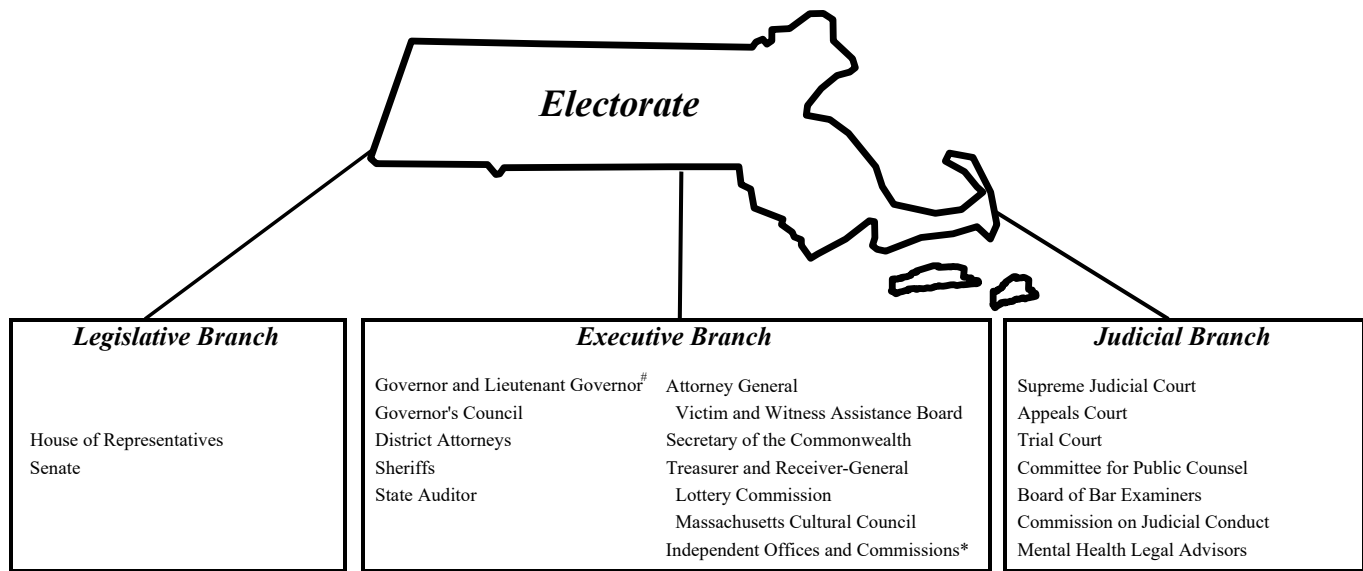 Electorate
Legislative Branch
House of Representatives
Senate
Executive Branch
Governor and Lieutenant Governor#
Governor's Council
District Attorneys
Sheriffs
State Auditor
Attorney General
Victim and Witness Assistance Board
Secretary of the Commonwealth
Treasurer and Receiver-General
Lottery Commission
Massachusetts Cultural Council
Independent Offices and Commissions*
Judicial Branch
Supreme Judicial Court
Appeals Court
Trial Court
Committee for Public Counsel
Board of Bar Examiners
Commission on Judicial Conduct
Mental Health Legal Advisors